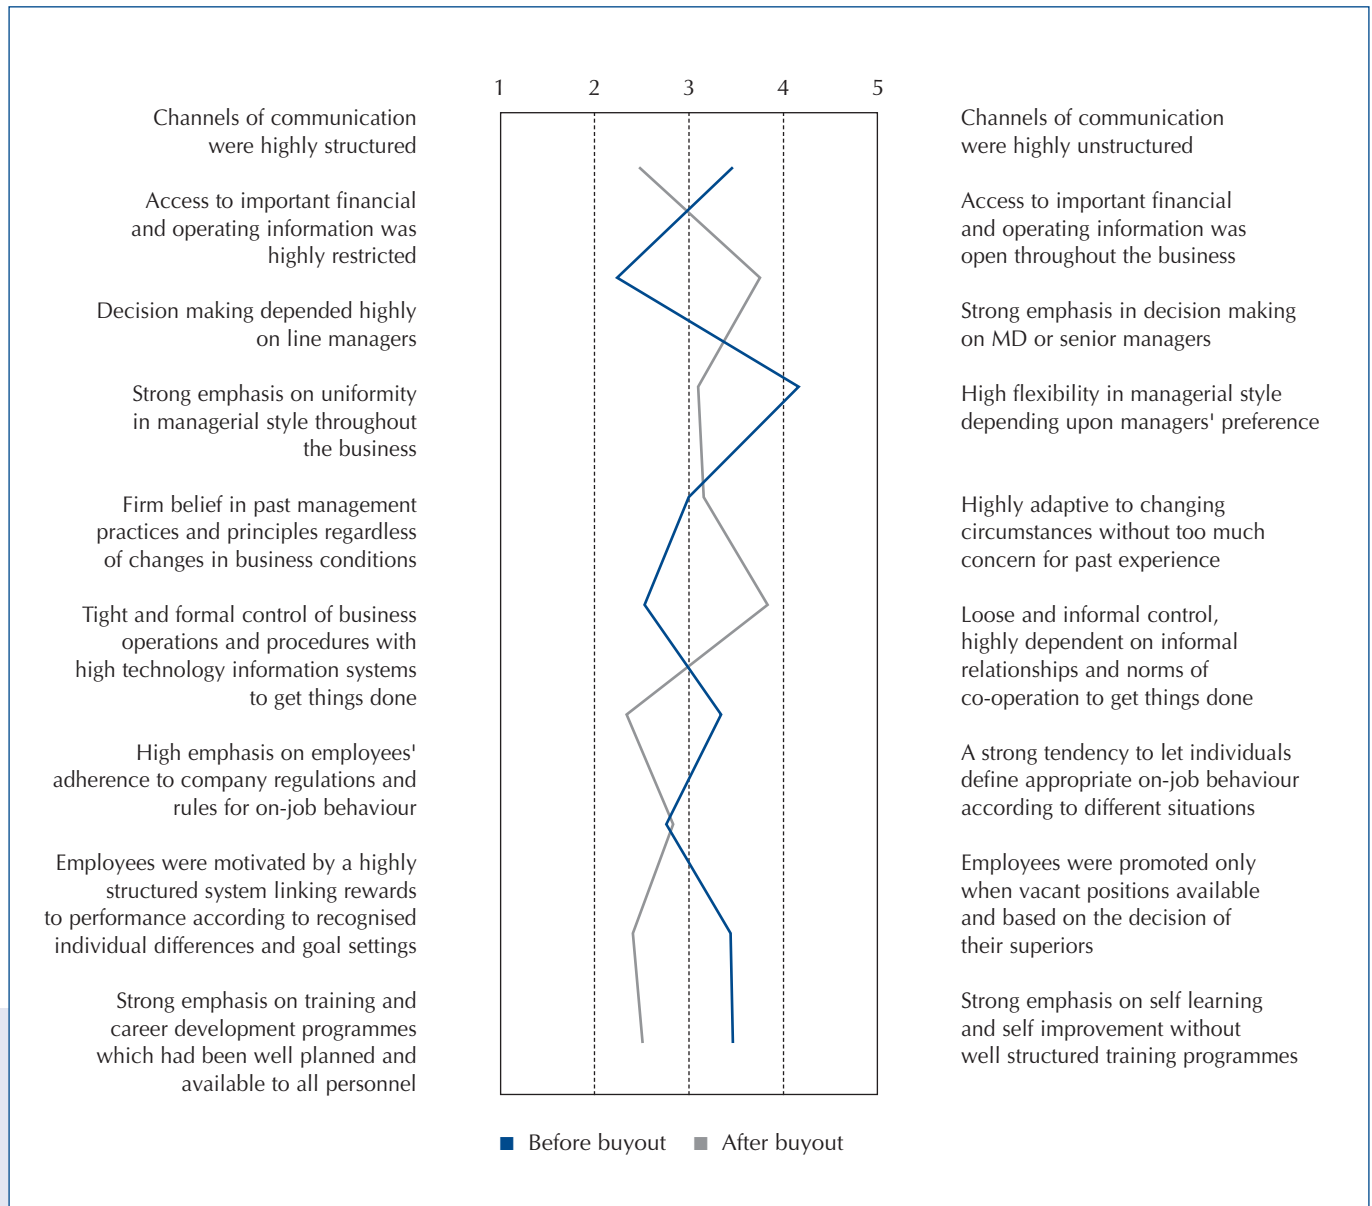 1 2 3 4 5
Channels of communication
were highly structured
Channels of communication
were highly unstructured
Access to important financial
and operating information was
highly restricted
Access to important financial
and operating information was
open throughout the business
Decision making depended highly
on line managers
Strong emphasis in decision making
on MD or senior managers
Strong emphasis on uniformity
in managerial style throughout
the business
High flexibility in managerial style
depending upon managers' preference
Firm belief in past management
practices and principles regardless
of changes in business conditions
Highly adaptive to changing
circumstances without too much
concern for past experience
Tight and formal control of business
operations and procedures with
high technology information systems
to get things done
Loose and informal control,
highly dependent on informal
relationships and norms of
co-operation to get things done
High emphasis on employees'
adherence to company regulations and
rules for on-job behaviour
A strong tendency to let individuals
define appropriate on-job behaviour
according to different situations
Employees were motivated by a highly
structured system linking rewards
to performance according to recognised
individual differences and goal settings
Employees were promoted only
when vacant positions available
and based on the decision of
their superiors
Strong emphasis on training and
career development programmes
which had been well planned and
available to all personnel
Strong emphasis on self learning
and self improvement without
well structured training programmes
Before buyout After buyout